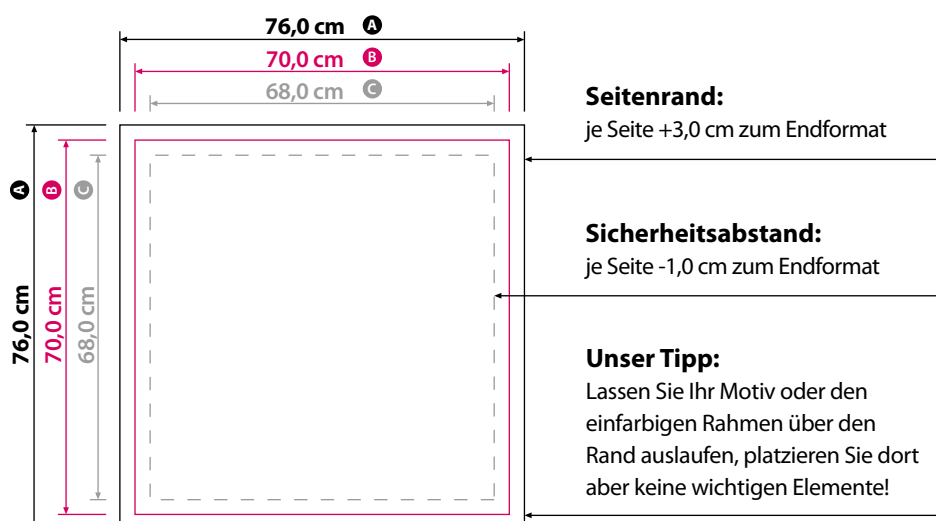 76,0 cm A
70,0 cm B
68,0 cm C
76,0 cm A
70,0 cm B
68,0 cm C
Seitenrand:
je Seite +3,0 cm zum Endformat
Sicherheitsabstand:
je Seite -1,0 cm zum Endformat
Unser Tipp:
Lassen Sie Ihr Motiv oder den
einfarbigen Rahmen über den
Rand auslaufen, platzieren Sie dort
aber keine wichtigen Elemente!